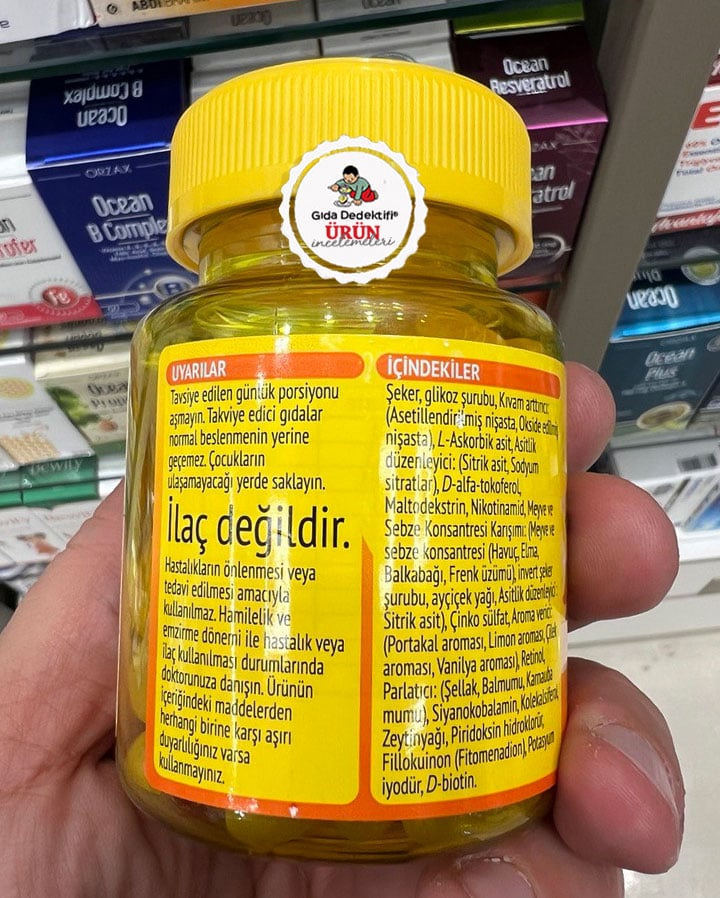 Ocean
B Complex
Ocean
Resveratrol
ORZAX
Ocean
B Complex
Ocean
Plus
Gıda Dedektifi®
ÜRÜN
incelemeleri
UYARILAR
Tavsiye edilen günlük porsiyonu
aşmayın. Takviye edici gıdalar
normal beslenmenin yerine
geçemez. Çocukların
ulaşamayacağı yerde saklayın.
İlaç değildir.
Hastalıkların önlenmesi veya
tedavi edilmesi amacıyla
kullanılmaz. Hamilelik ve
emzirme dönemi ile hastalık veya
ilaç kullanılması durumlarında
doktorunuza danışın. Ürünün
içeriğindeki maddelerden
herhangi birine karşı aşırı
duyarlılığınız varsa
kullanmayınız.
İÇİNDEKİLER
Şeker, glikoz şurubu, Kıvam arttırıcı:
(Asetillendirilmiş nişasta, Okside edilmiş
nişasta), L-Askorbik asit, Asitlik
düzenleyici: (Sitrik asit, Sodyum
sitratlar), D-alfa-tokoferol,
Maltodekstrin, Nikotinamid, Meyve ve
Sebze Konsantresi Karışımı: (Meyve ve
sebze konsantresi (Havuç, Elma,
Balkabağı, Frenk üzümü), invert şeker
şurubu, ayçiçek yağı, Asitlik düzenleyici:
Sitrik asit), Çinko sülfat, Aroma verici:
(Portakal aroması, Limon aroması, Çilek
aroması, Vanilya aroması), Retinol,
Parlatıcı: (Şellak, Balmumu, Karnauba
mumu), Siyanokobalamin, Kolekalsiferol,
Zeytinyağı, Piridoksin hidroklorür,
Fillokuinon (Fitomenadion), Potasyum
iyodür, D-biotin.